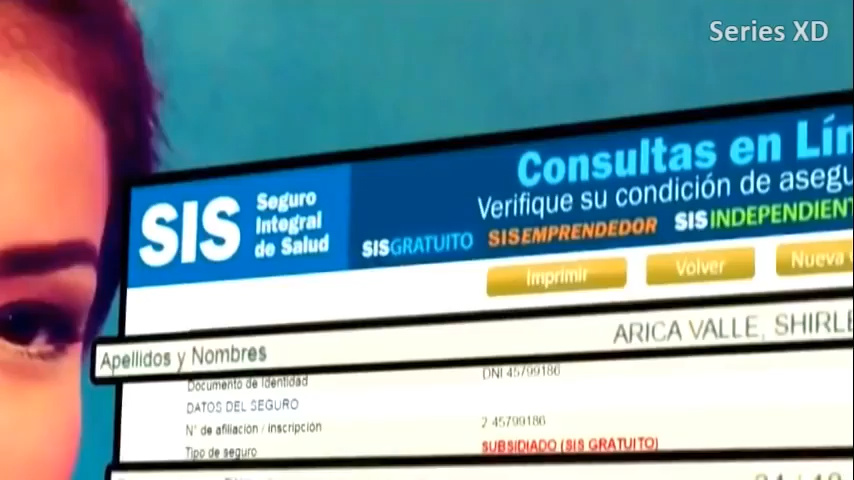 Series XD
Consultas en Lín
Verifique su condición de asegu
SIS Seguro
Integral
de Salud
SISGRATUITO SISEMPRENDEDOR SISINDEPENDIENT
Imprimir Volver Nueva
Apellidos y Nombres ARICA VALLE, SHIRLE
Documento de Identidad DNI 45799186
DATOS DEL SEGURO
N° de afiliación / inscripción 2 45799186
Tipo de seguro SUBSIDIADO (SIS GRATUITO)